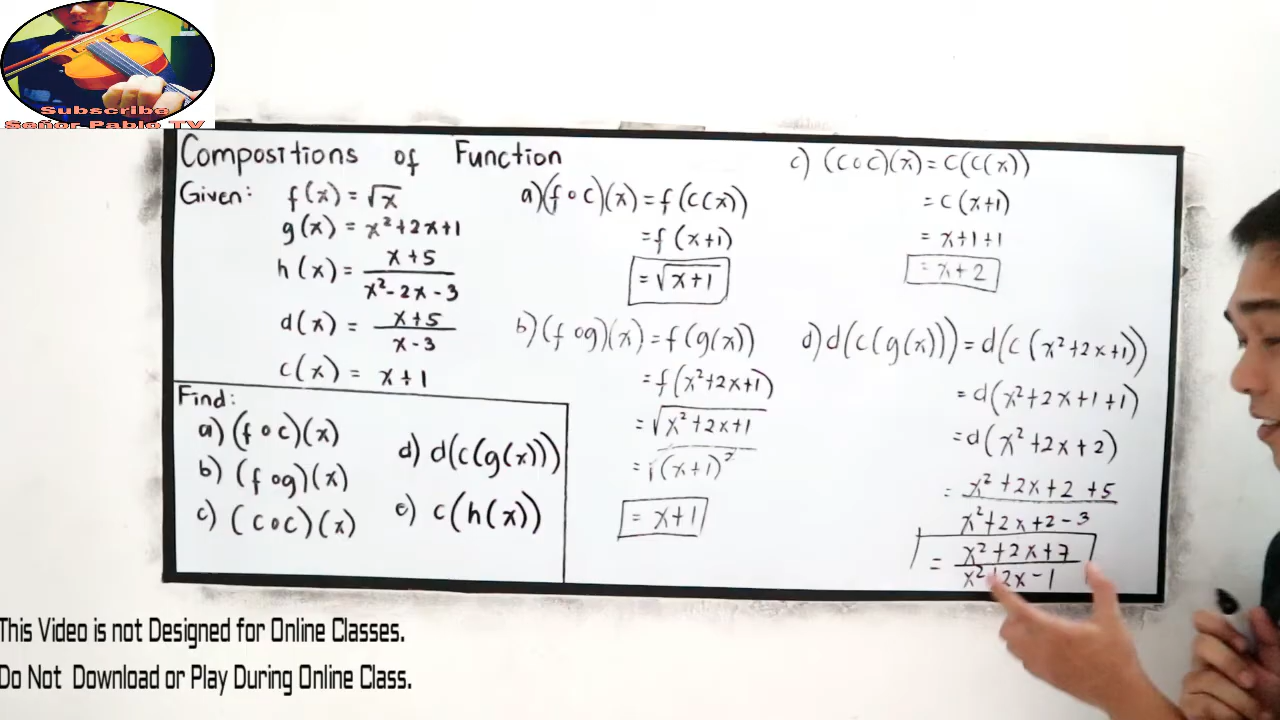 Subscribe
Señor Pablo TV
Compositions of Function
Given: f(x) = √x
g(x) = x²+2x+1
h(x) = x+5
x²-2x-3
d(x) = x+5
x-3
c(x) = x+1
Find:
a) (f∘c)(x)
b) (f∘g)(x)
c) (c∘c)(x)
d) d(c(g(x)))
e) c(h(x))
a) (f∘c)(x) = f(c(x))
=f(x+1)
=√x+1
b) (f∘g)(x) = f(g(x))
=f(x²+2x+1)
=√x²+2x+1
=√(x+1)²
= x+1
c) (c∘c)(x) = c(c(x))
= c(x+1)
= x+1+1
= x+2
d) d(c(g(x))) = d(c(x²+2x+1))
= d(x²+2x+1+1)
=d(x²+2x+2)
= x²+2x+2+5
x²+2x+2-3
= x²+2x+7
x²+2x-1
This Video is not Designed for Online Classes.
Do Not Download or Play During Online Class.